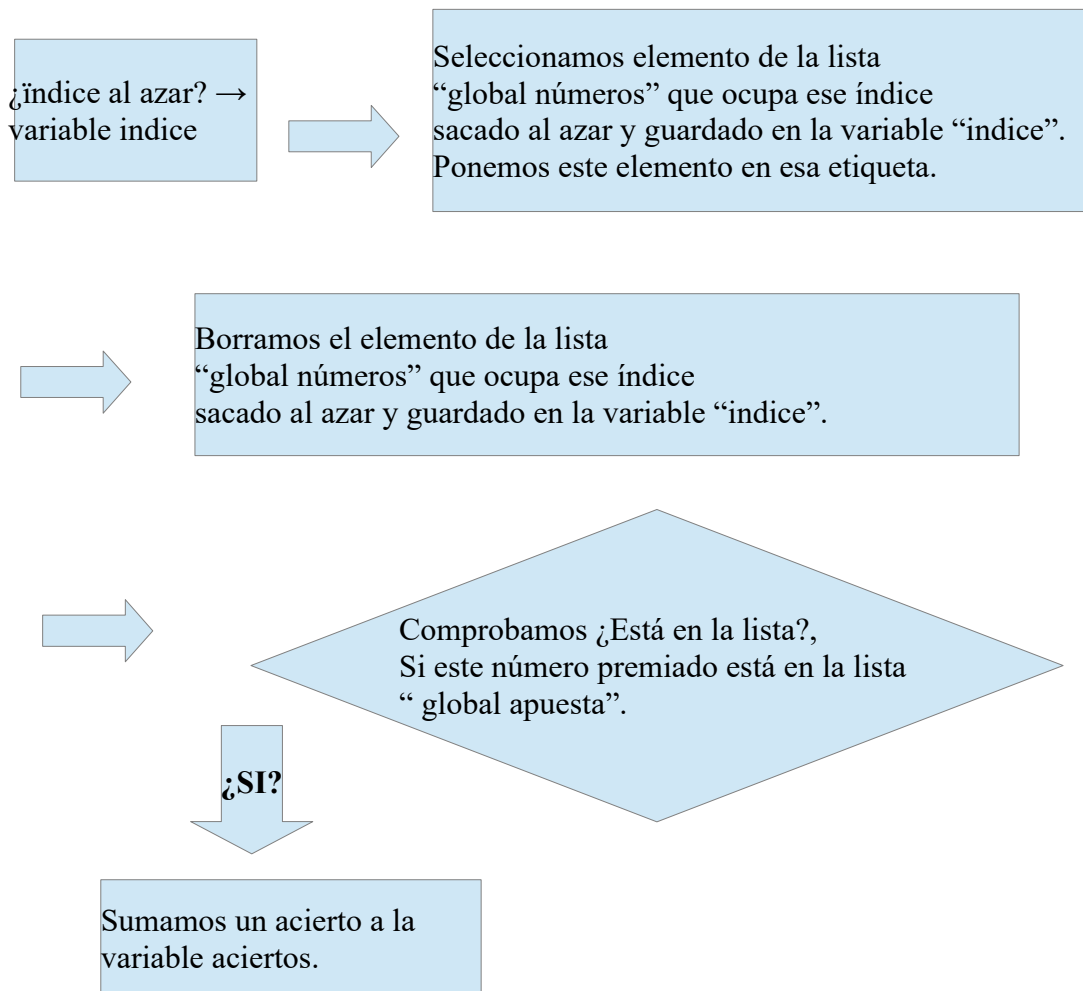 ¿ïndice al azar? →
variable indice
Seleccionamos elemento de la lista
“global números” que ocupa ese índice
sacado al azar y guardado en la variable “indice”.
Ponemos este elemento en esa etiqueta.
Borramos el elemento de la lista
“global números” que ocupa ese índice
sacado al azar y guardado en la variable “indice”.
Comprobamos ¿Está en la lista?,
Si este número premiado está en la lista
“ global apuesta”.
¿SI?
Sumamos un acierto a la
variable aciertos.